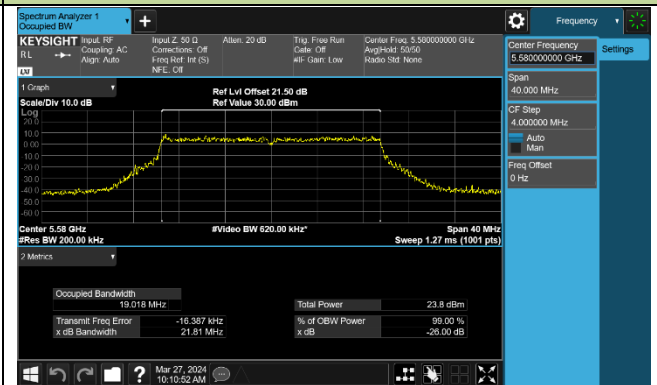 Spectrum Analyzer 1
Occupied BW
Frequency
KEYSIGHT
RL
LXI
Input: RF
Coupling: AC
Align: Auto
Input Z: 50 Ω
Corrections: Off
Freq Ref: Int (S)
NFE: Off
Atten: 20 dB
Trig: Free Run
Gate: Off
#IF Gain: Low
Center Freq: 5.580000000 GHz
Avg|Hold: 50/50
Radio Std: None
Center Frequency
5.580000000 GHz
Settings
Span
40.000 MHz
CF Step
4.000000 MHz
Auto
Man
Freq Offset
0 Hz
1 Graph
Scale/Div 10.0 dB
Ref Lvl Offset 21.50 dB
Ref Value 30.00 dBm
Log
20.0
10.0
0.00
-10.0
-20.0
-30.0
-40.0
-50.0
-60.0
Center 5.58 GHz
#Video BW 620.00 kHz*
Span 40 MHz
#Res BW 200.00 kHz
Sweep 1.27 ms (1001 pts)
2 Metrics
Occupied Bandwidth
19.018 MHz
Total Power
23.8 dBm
Transmit Freq Error
-16.387 kHz
% of OBW Power
99.00 %
x dB Bandwidth
21.81 MHz
x dB
-26.00 dB
?
Mar 27, 2024
10:10:52 AM